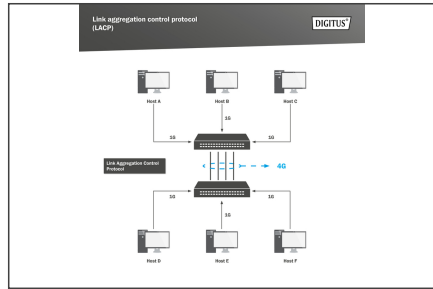 Link aggregation control protocol
(LACP)
DIGITUS®
Host A
Host B
Host C
1G
1G
1G
Link Aggregation Control
Protocol
4G
1G
1G
1G
Host D
Host E
Host F